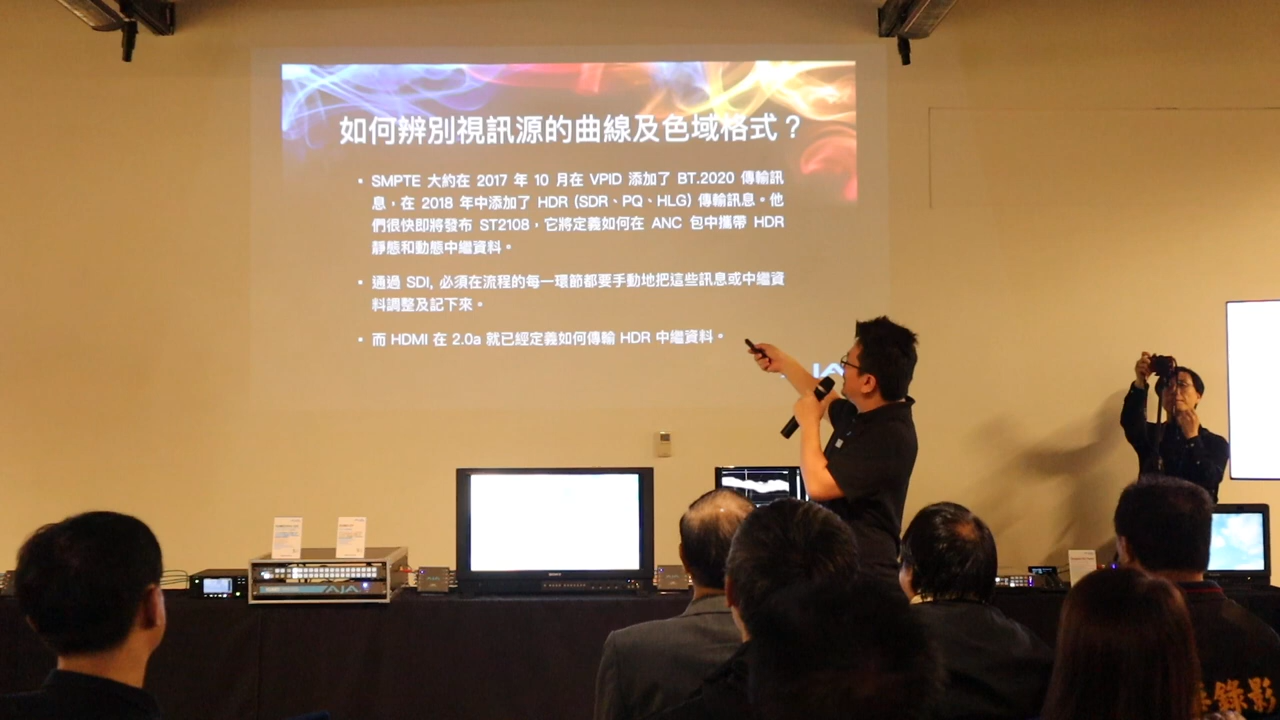 如何辨別視訊源的曲線及色域格式？
• SMPTE 大約在 2017 年 10 月在 VPID 添加了 BT.2020 傳輸訊
息，在 2018 年中添加了 HDR (SDR、PQ、HLG) 傳輸訊息。他
們很快即將發布 ST2108，它將定義如何在 ANC 包中攜帶 HDR
靜態和動態中繼資料。
• 通過 SDI, 必須在流程的每一環節都要手動地把這些訊息或中繼資
料調整及記下來。
• 而 HDMI 在 2.0a 就已經定義如何傳輸 HDR 中繼資料。
AJA
錄影